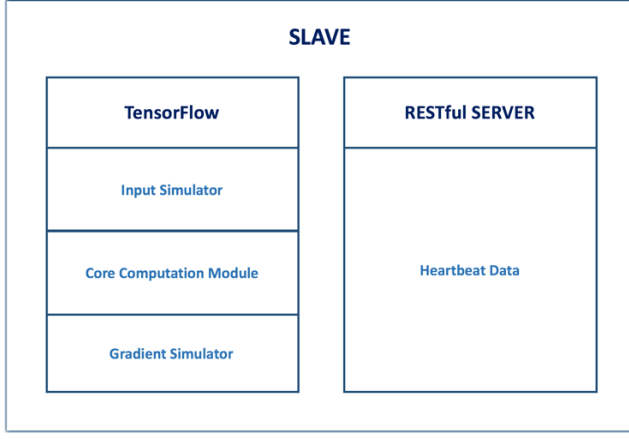 SLAVE
TensorFlow
Input Simulator
Core Computation Module
Gradient Simulator
RESTful SERVER
Heartbeat Data